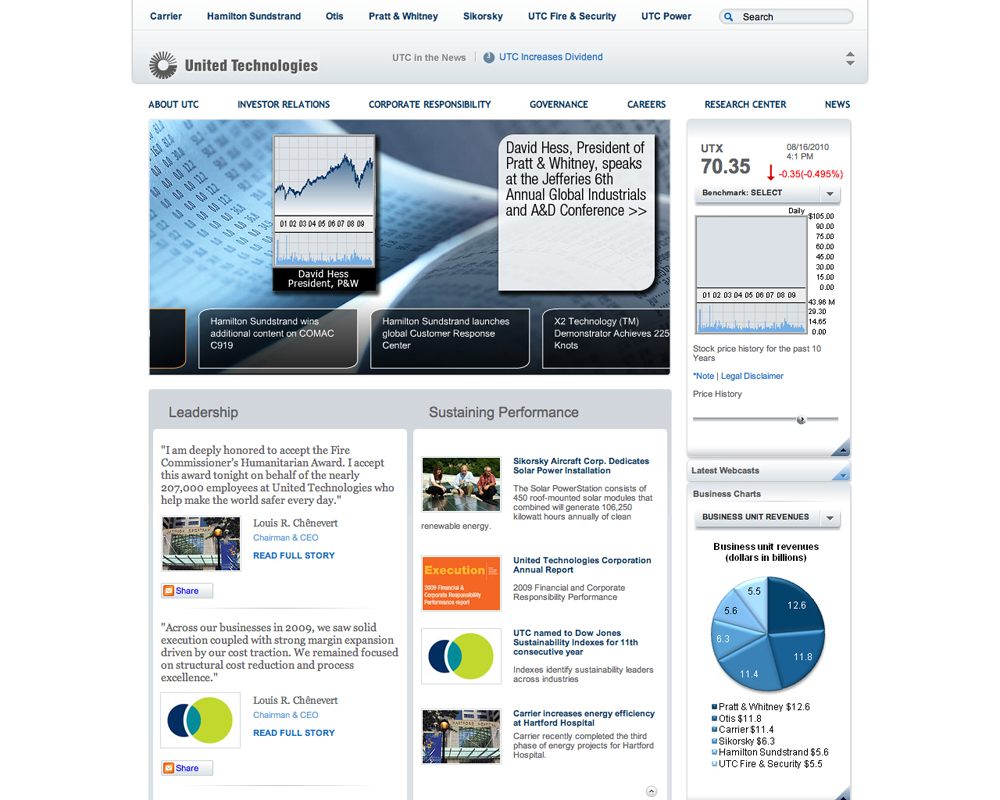 Carrier
Hamilton Sundstrand
Otis
Pratt & Whitney
Sikorsky
UTC Fire & Security
UTC Power
Search
United Technologies
UTC in the News
UTC Increases Dividend
ABOUT UTC
INVESTOR RELATIONS
CORPORATE RESPONSIBILITY
GOVERNANCE
CAREERS
RESEARCH CENTER
NEWS
01 02 03 04 05 06 07 08 09
David Hess
President, P&W
David Hess, President of
Pratt & Whitney, speaks
at the Jefferies 6th
Annual Global Industrials
and A&D Conference >>
Hamilton Sundstrand wins
additional content on COMAC
C919
Hamilton Sundstrand launches
global Customer Response
Center
X2 Technology (TM)
Demonstrator Achieves 225
Knots
UTX
70.35
08/16/2010
4:1 PM
-0.35(-0.495%)
Benchmark: SELECT
Daily
$105.00
90.00
75.00
60.00
45.00
30.00
15.00
0.00
01 02 03 04 05 06 07 08 09
43.96 M
29.30
14.65
0.00
Stock price history for the past 10
Years
*Note | Legal Disclaimer
Price History
Latest Webcasts
Business Charts
BUSINESS UNIT REVENUES
Business unit revenues
(dollars in billions)
12.6
11.8
11.4
6.3
5.6
5.5
Pratt & Whitney $12.6
Otis $11.8
Carrier $11.4
Sikorsky $6.3
Hamilton Sundstrand $5.6
UTC Fire & Security $5.5
Leadership
"I am deeply honored to accept the Fire
Commissioner's Humanitarian Award. I accept
this award tonight on behalf of the nearly
207,000 employees at United Technologies who
help make the world safer every day."
Louis R. Chênevert
Chairman & CEO
READ FULL STORY
Share
"Across our businesses in 2009, we saw solid
execution coupled with strong margin expansion
driven by our cost traction. We remained focused
on structural cost reduction and process
excellence."
Louis R. Chênevert
Chairman & CEO
READ FULL STORY
Share
Sustaining Performance
Sikorsky Aircraft Corp. Dedicates
Solar Power Installation
The Solar PowerStation consists of
450 roof-mounted solar modules that
combined will generate 106,250
kilowatt hours annually of clean
renewable energy.
Execution
2009 Financial &
Corporate Responsibility
Performance report
United Technologies Corporation
Annual Report
2009 Financial and Corporate
Responsibility Performance
UTC named to Dow Jones
Sustainability Indexes for 11th
consecutive year
Indexes identify sustainability leaders
across industries
Carrier increases energy efficiency
at Hartford Hospital
Carrier recently completed the third
phase of energy projects for Hartford
Hospital.